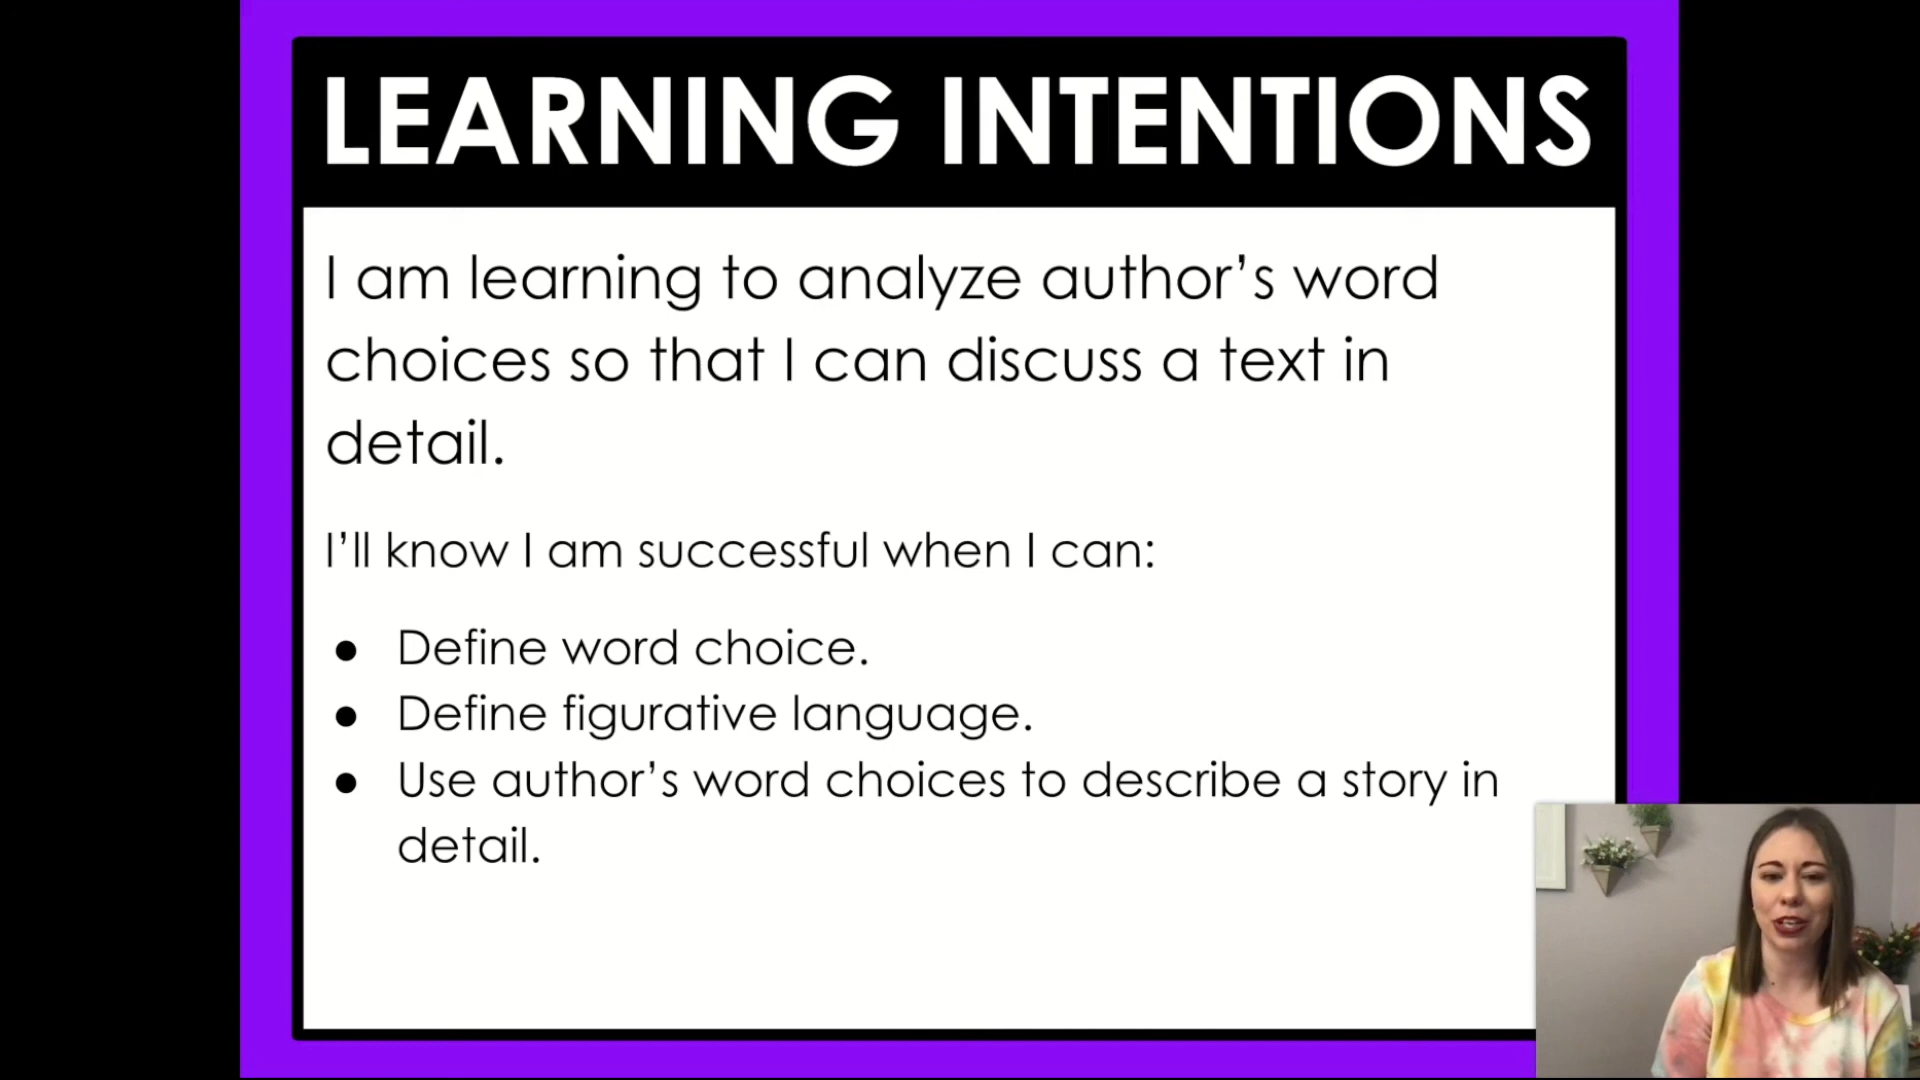 LEARNING INTENTIONS
I am learning to analyze author’s word
choices so that I can discuss a text in
detail.
I’ll know I am successful when I can:
● Define word choice.
● Define figurative language.
● Use author’s word choices to describe a story in
detail.